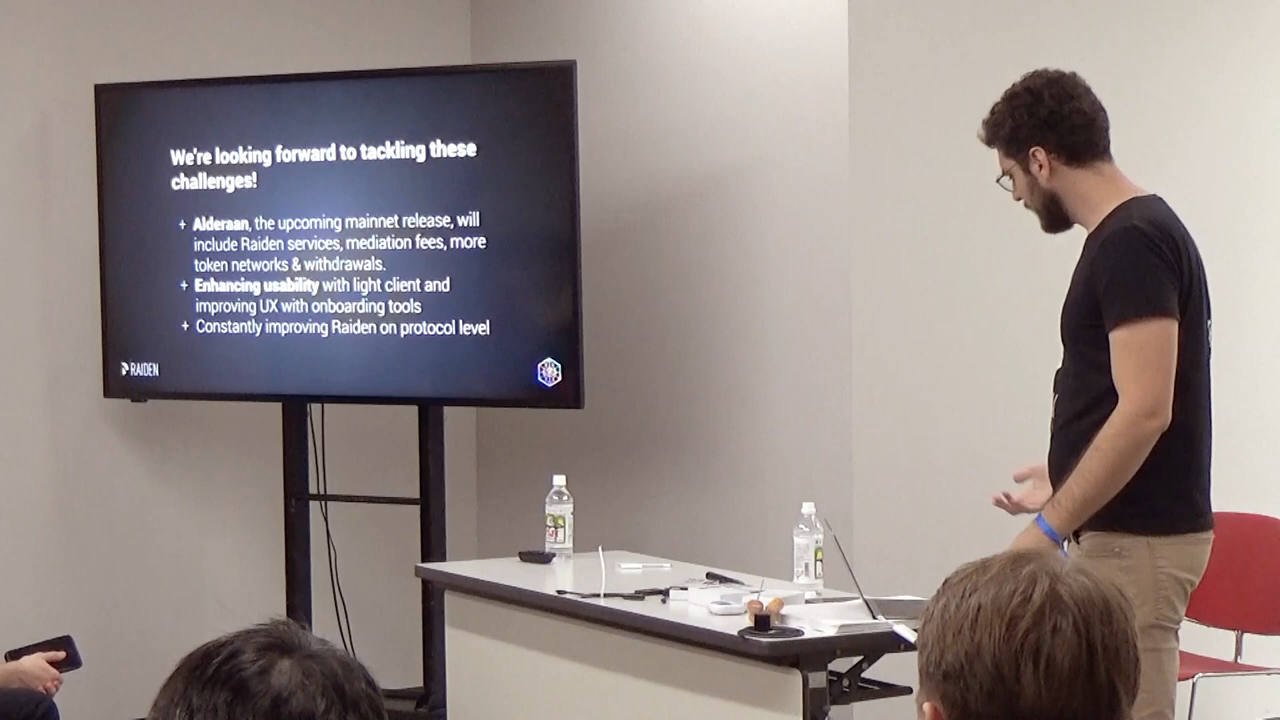 We're looking forward to tackling these
challenges!
+ Alderaan, the upcoming mainnet release, will
include Raiden services, mediation fees, more
token networks & withdrawals.
+ Enhancing usability with light client and
improving UX with onboarding tools
+ Constantly improving Raiden on protocol level
RAIDEN